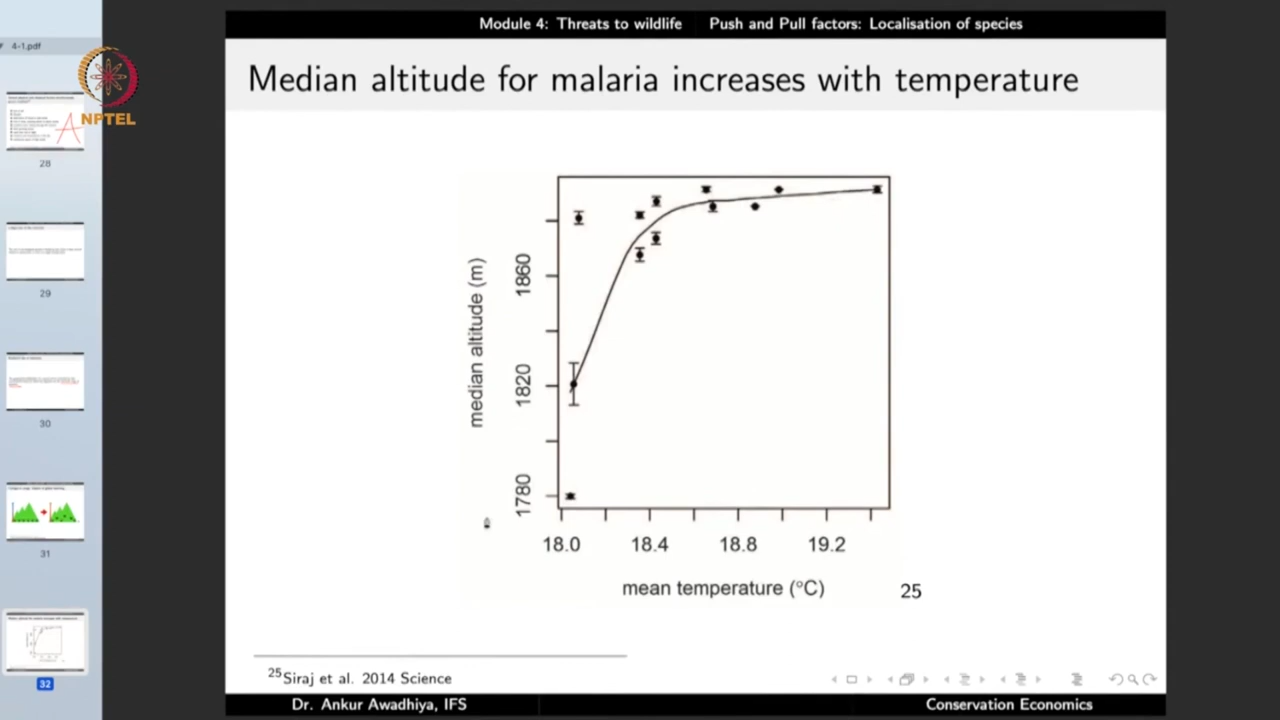 Module 4: Threats to wildlife Push and Pull factors: Localisation of species
4-1.pdf
NPTEL
Median altitude for malaria increases with temperature
28
29
30
31
32
median altitude (m)
1860
1820
1780
18.0 18.4 18.8 19.2
mean temperature (°C)
25
25Siraj et al. 2014 Science
Dr. Ankur Awadhiya, IFS Conservation Economics